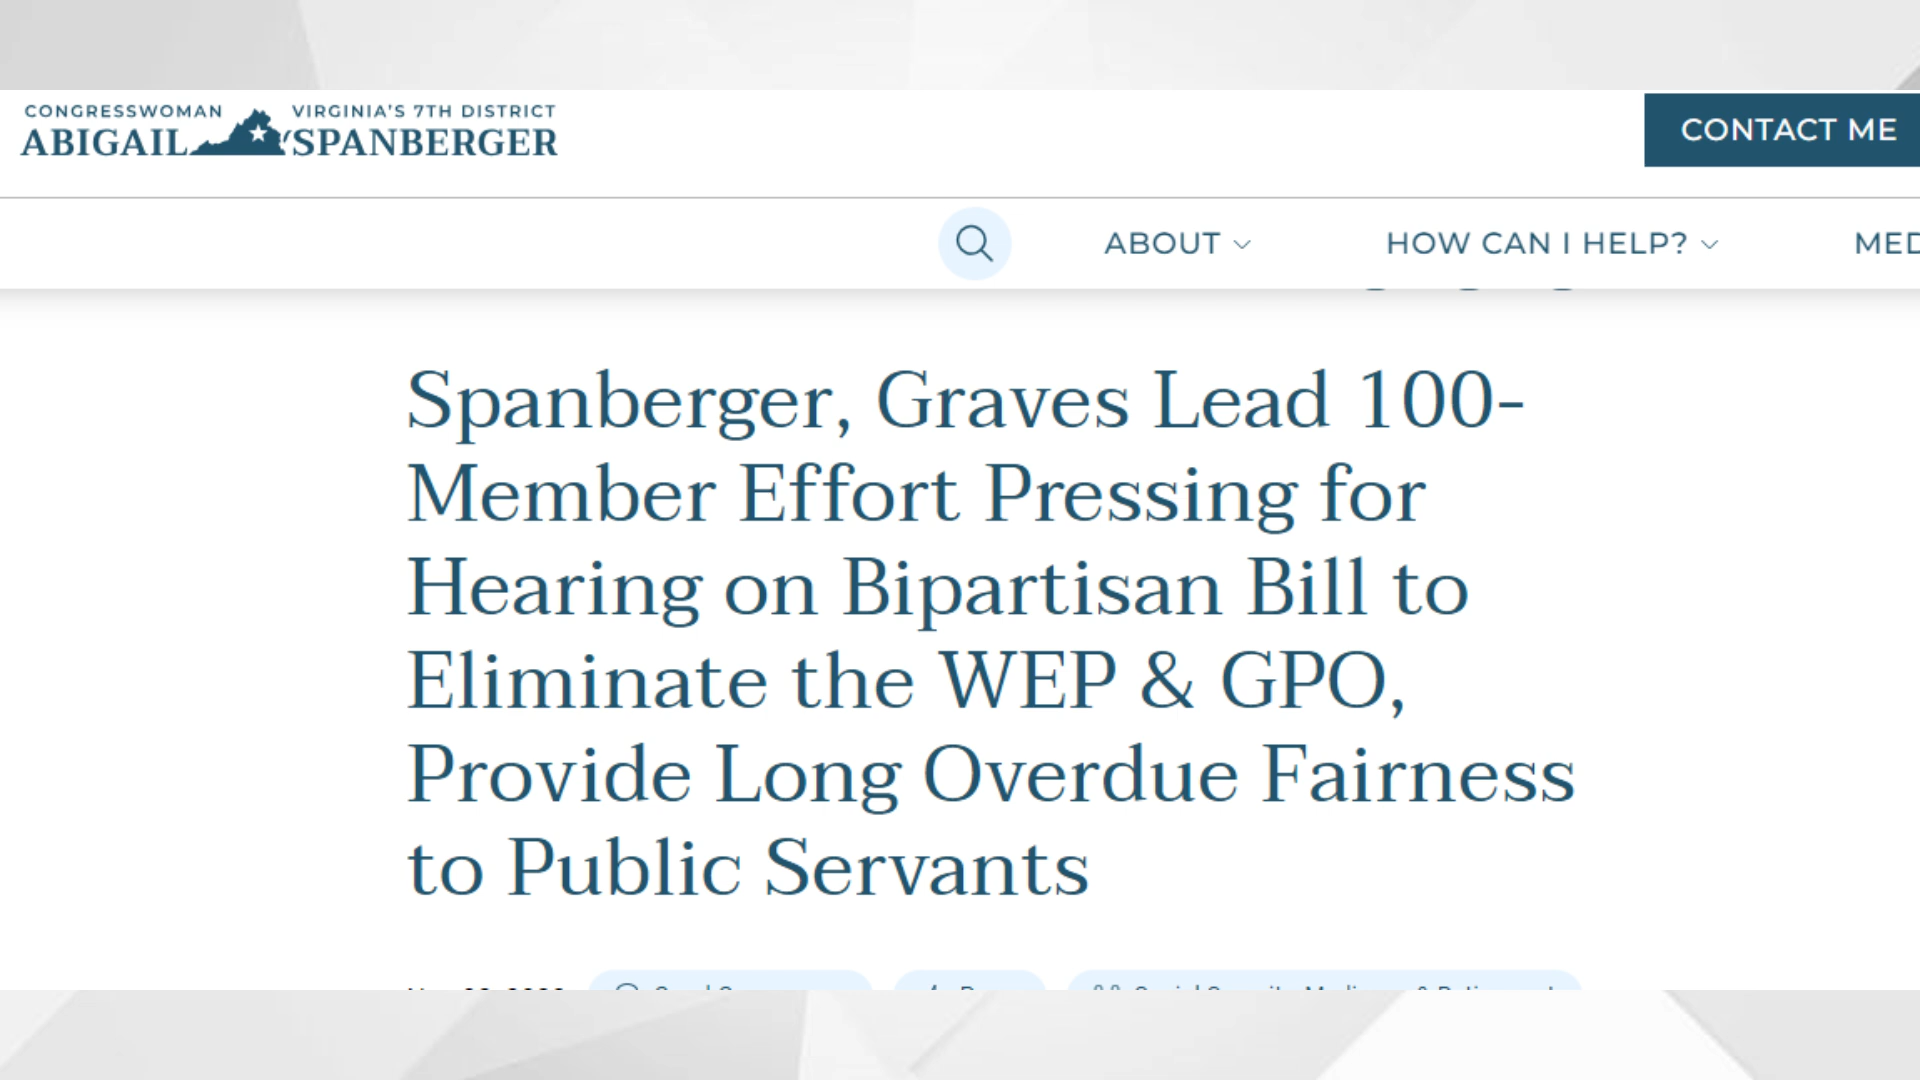 CONGRESSWOMAN VIRGINIA'S 7TH DISTRICT
ABIGAIL SPANBERGER
CONTACT ME
ABOUT HOW CAN I HELP? MED
Spanberger, Graves Lead 100-
Member Effort Pressing for
Hearing on Bipartisan Bill to
Eliminate the WEP & GPO,
Provide Long Overdue Fairness
to Public Servants